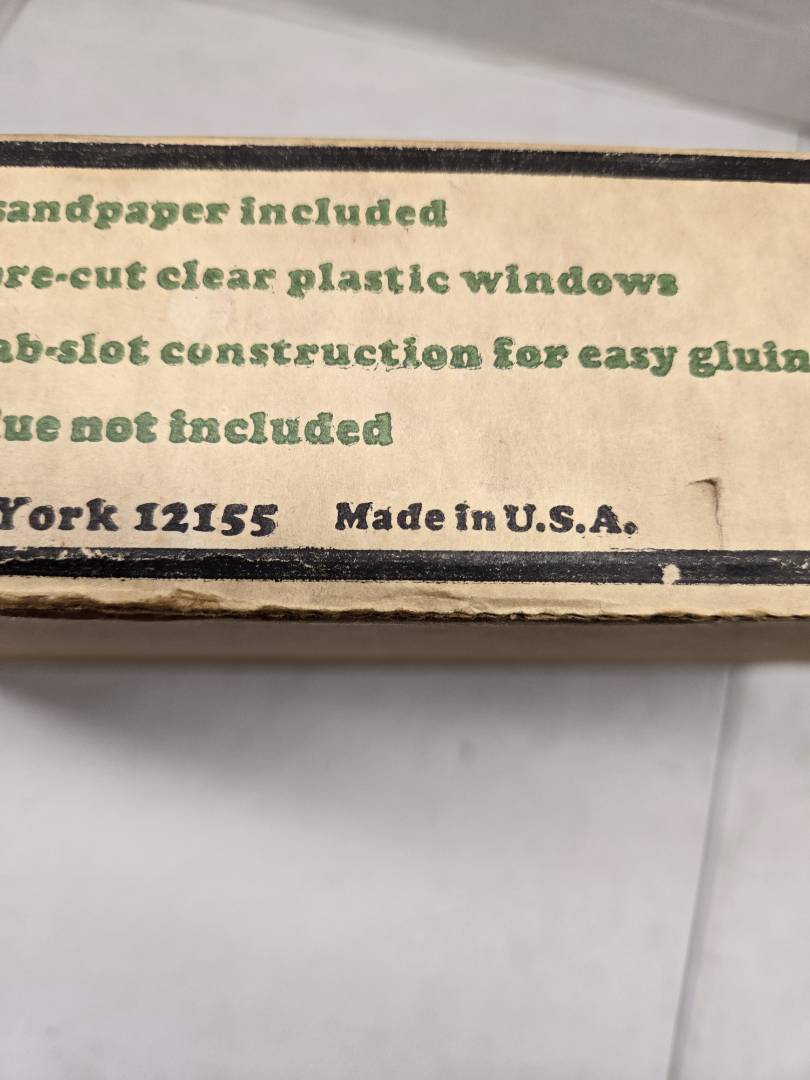 sandpaper included
re-cut clear plastic windows
ab-slot construction for easy gluin
lue not included
York 12155 Made in U.S.A.